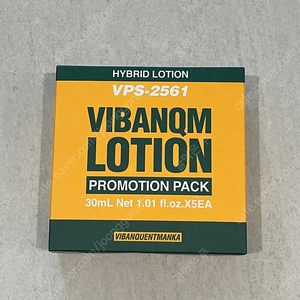 HYBRID LOTION
VPS-2561
VIBANQM
LOTION
PROMOTION PACK
30mL Net 1.01 fl.oz.X5EA
VIBANQUENTMANKA